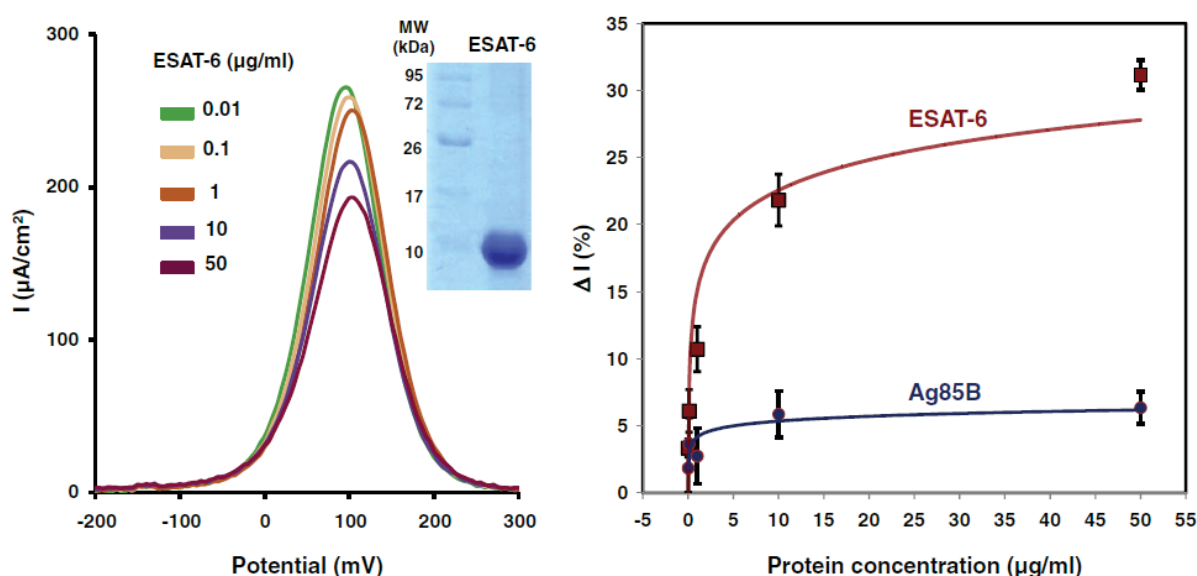 300
200
100
0
I (µA/cm²)
-200 -100 0 100 200 300
Potential (mV)
ESAT-6 (µg/ml)
0.01
0.1
1
10
50
MW
(kDa)
ESAT-6
95
72
26
17
10
35
30
25
20
15
10
5
0
Δ I (%)
ESAT-6
Ag85B
-5 0 5 10 15 20 25 30 35 40 45 50 55
Protein concentration (µg/ml)